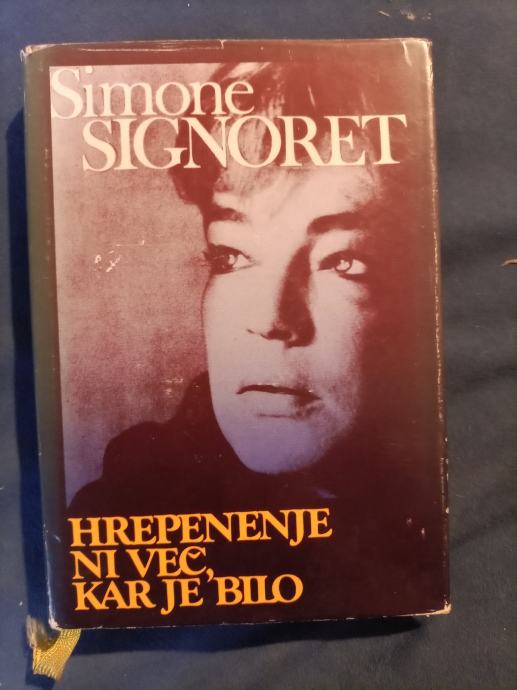 Simone
SIGNORET
HREPENENJE
NI VEČ,
KAR JE BILO